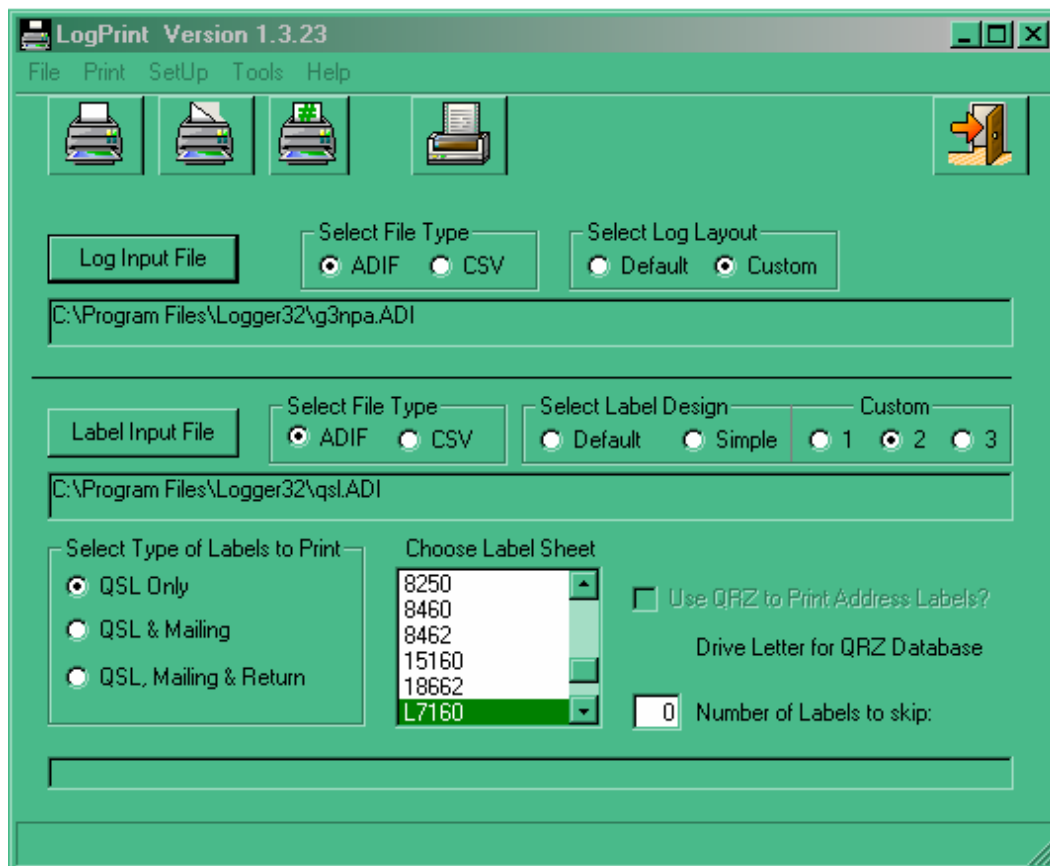 LogPrint Version 1.3.23
File Print SetUp Tools Help
#
Select File Type Select Log Layout
Log Input File ADIF CSV Default Custom
C:\Program Files\Logger32\g3npa.ADI
Select File Type Select Label Design Custom
Label Input File ADIF CSV Default Simple 1 2 3
C:\Program Files\Logger32\qsl.ADI
Select Type of Labels to Print Choose Label Sheet
QSL Only
QSL & Mailing
QSL, Mailing & Return
8250
8460
8462
15160
18662
L7160
Use QRZ to Print Address Labels?
Drive Letter for QRZ Database
0 Number of Labels to skip: